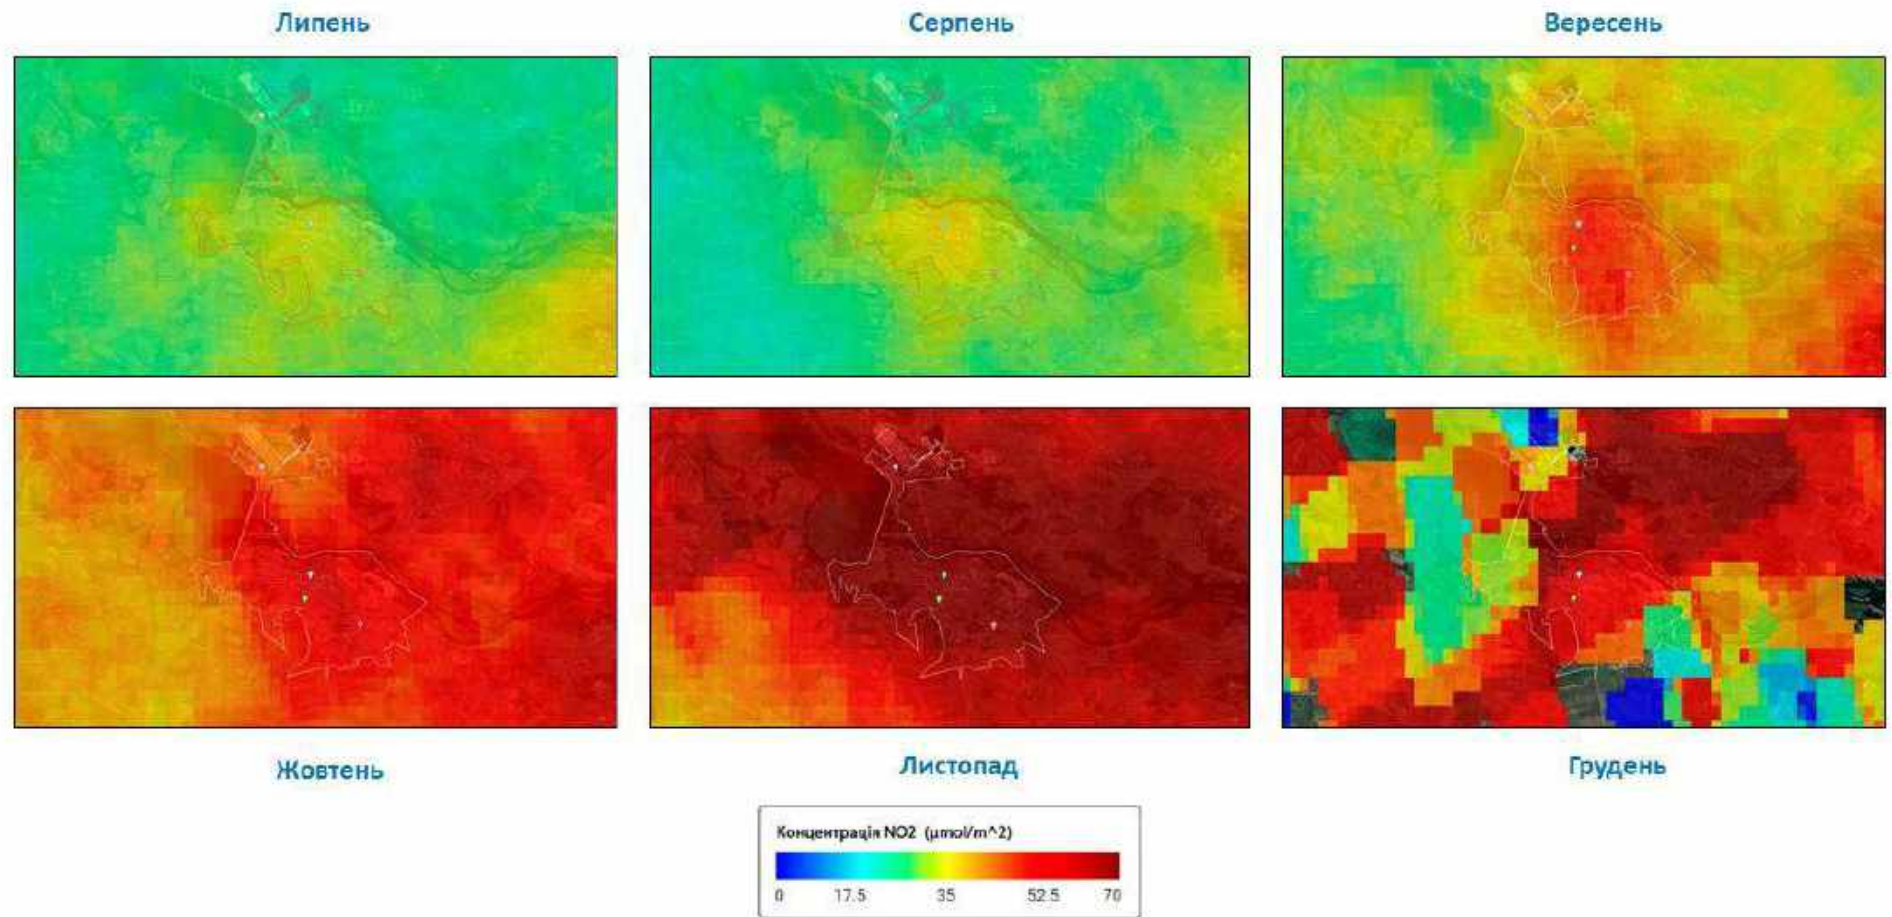 Липень
Серпень
Вересень
Жовтень
Листопад
Грудень
Концентрація NO2 (µmol/m^2)
0 17.5 35 52.5 70